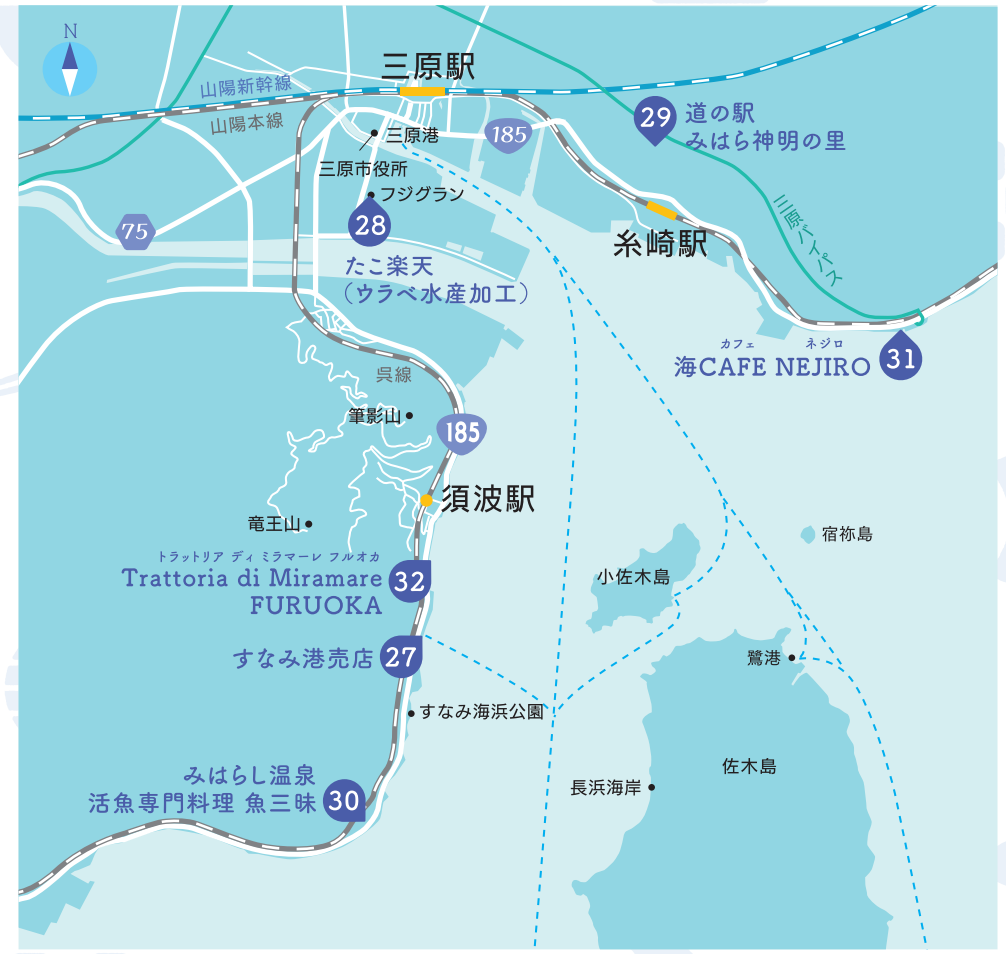 N
三原駅
山陽新幹線
山陽本線
三原港
185
29
道の駅
みはら神明の里
三原市役所
フジグラン
28
75
糸崎駅
三原バイパス
たこ楽天
（ウラベ水産加工）
カフェ ネジロ
海CAFE NEJIRO
31
呉線
筆影山
185
須波駅
竜王山
宿祢島
トラットリア ディ ミラマーレ フルオカ
Trattoria di Miramare
FURUOKA
32
小佐木島
すなみ港売店
27
鷺港
すなみ海浜公園
佐木島
長浜海岸
みはらし温泉
活魚専門料理 魚三昧
30